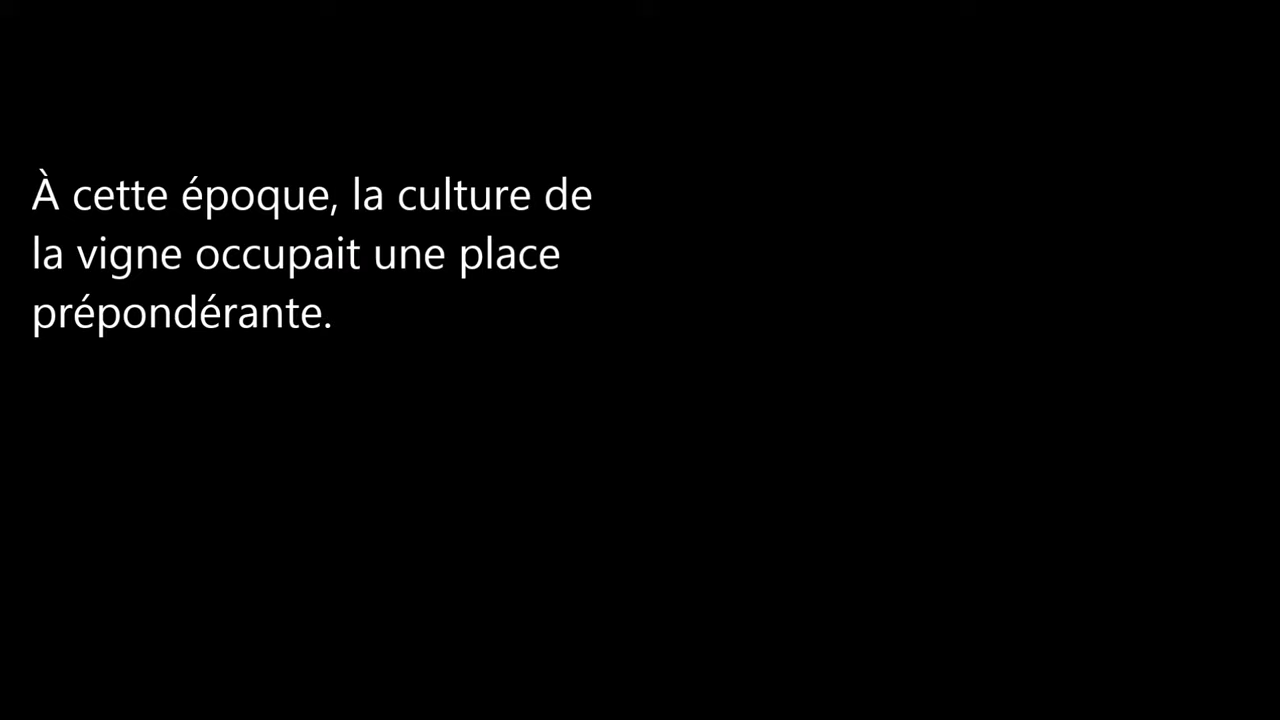 À cette époque, la culture de
la vigne occupait une place
prépondérante.